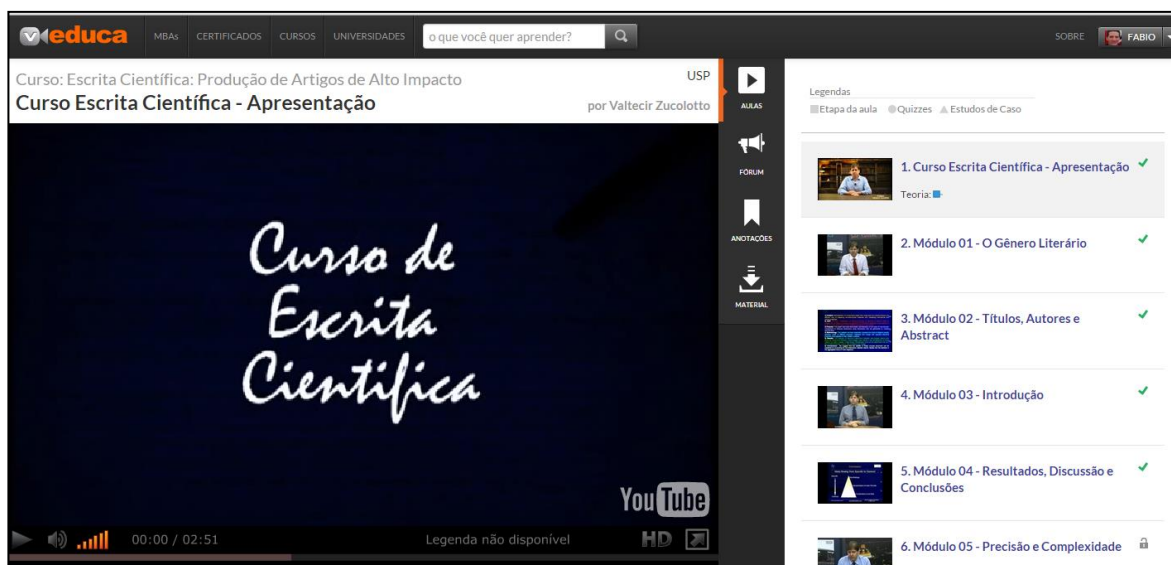 veduca MBAs CERTIFICADOS CURSOS UNIVERSIDADES o que você quer aprender? SOBRE FABIO
Curso: Escrita Científica: Produção de Artigos de Alto Impacto USP
Curso Escrita Científica - Apresentação por Valtecir Zucolotto
Curso de
Escrita
Cientifica
You Tube
00:00 / 02:51 Legenda não disponível HD
AULAS
FÓRUM
ANOTAÇÕES
MATERIAL
Legendas
Etapa da aula Quizzes Estudos de Caso
1. Curso Escrita Científica - Apresentação
Teoria:
2. Módulo 01 - O Gênero Literário
3. Módulo 02 - Títulos, Autores e
Abstract
4. Módulo 03 - Introdução
5. Módulo 04 - Resultados, Discussão e
Conclusões
6. Módulo 05 - Precisão e Complexidade